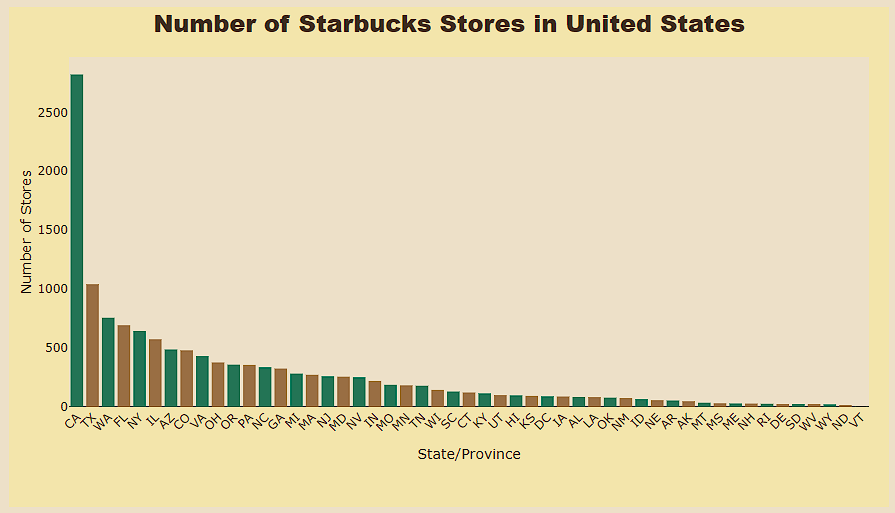 Number of Starbucks Stores in United States
2500
2000
1500
1000
500
0
Number of Stores
CA TX WA FL NY IL AZ CO VA OH OR PA NC GA MI MA NJ MD NV IN MO MN TN WI SC CT KY UT HI KS DC IA AL LA OK NM ID NE AR AK MT MS ME NH RI DE SD WV WY ND VT
State/Province